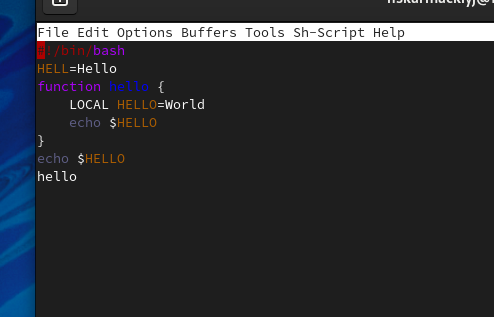 File Edit Options Buffers Tools Sh-Script Help
#!/bin/bash
HELL=Hello
function hello {
    LOCAL HELLO=World
    echo $HELLO
}
echo $HELLO
hello